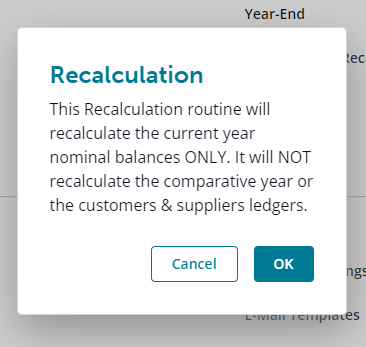 Year-End
Recalculation
This Recalculation routine will
recalculate the current year
nominal balances ONLY. It will NOT
recalculate the comparative year or
the customers & suppliers ledgers.
Cancel
OK
E-Mail Templates